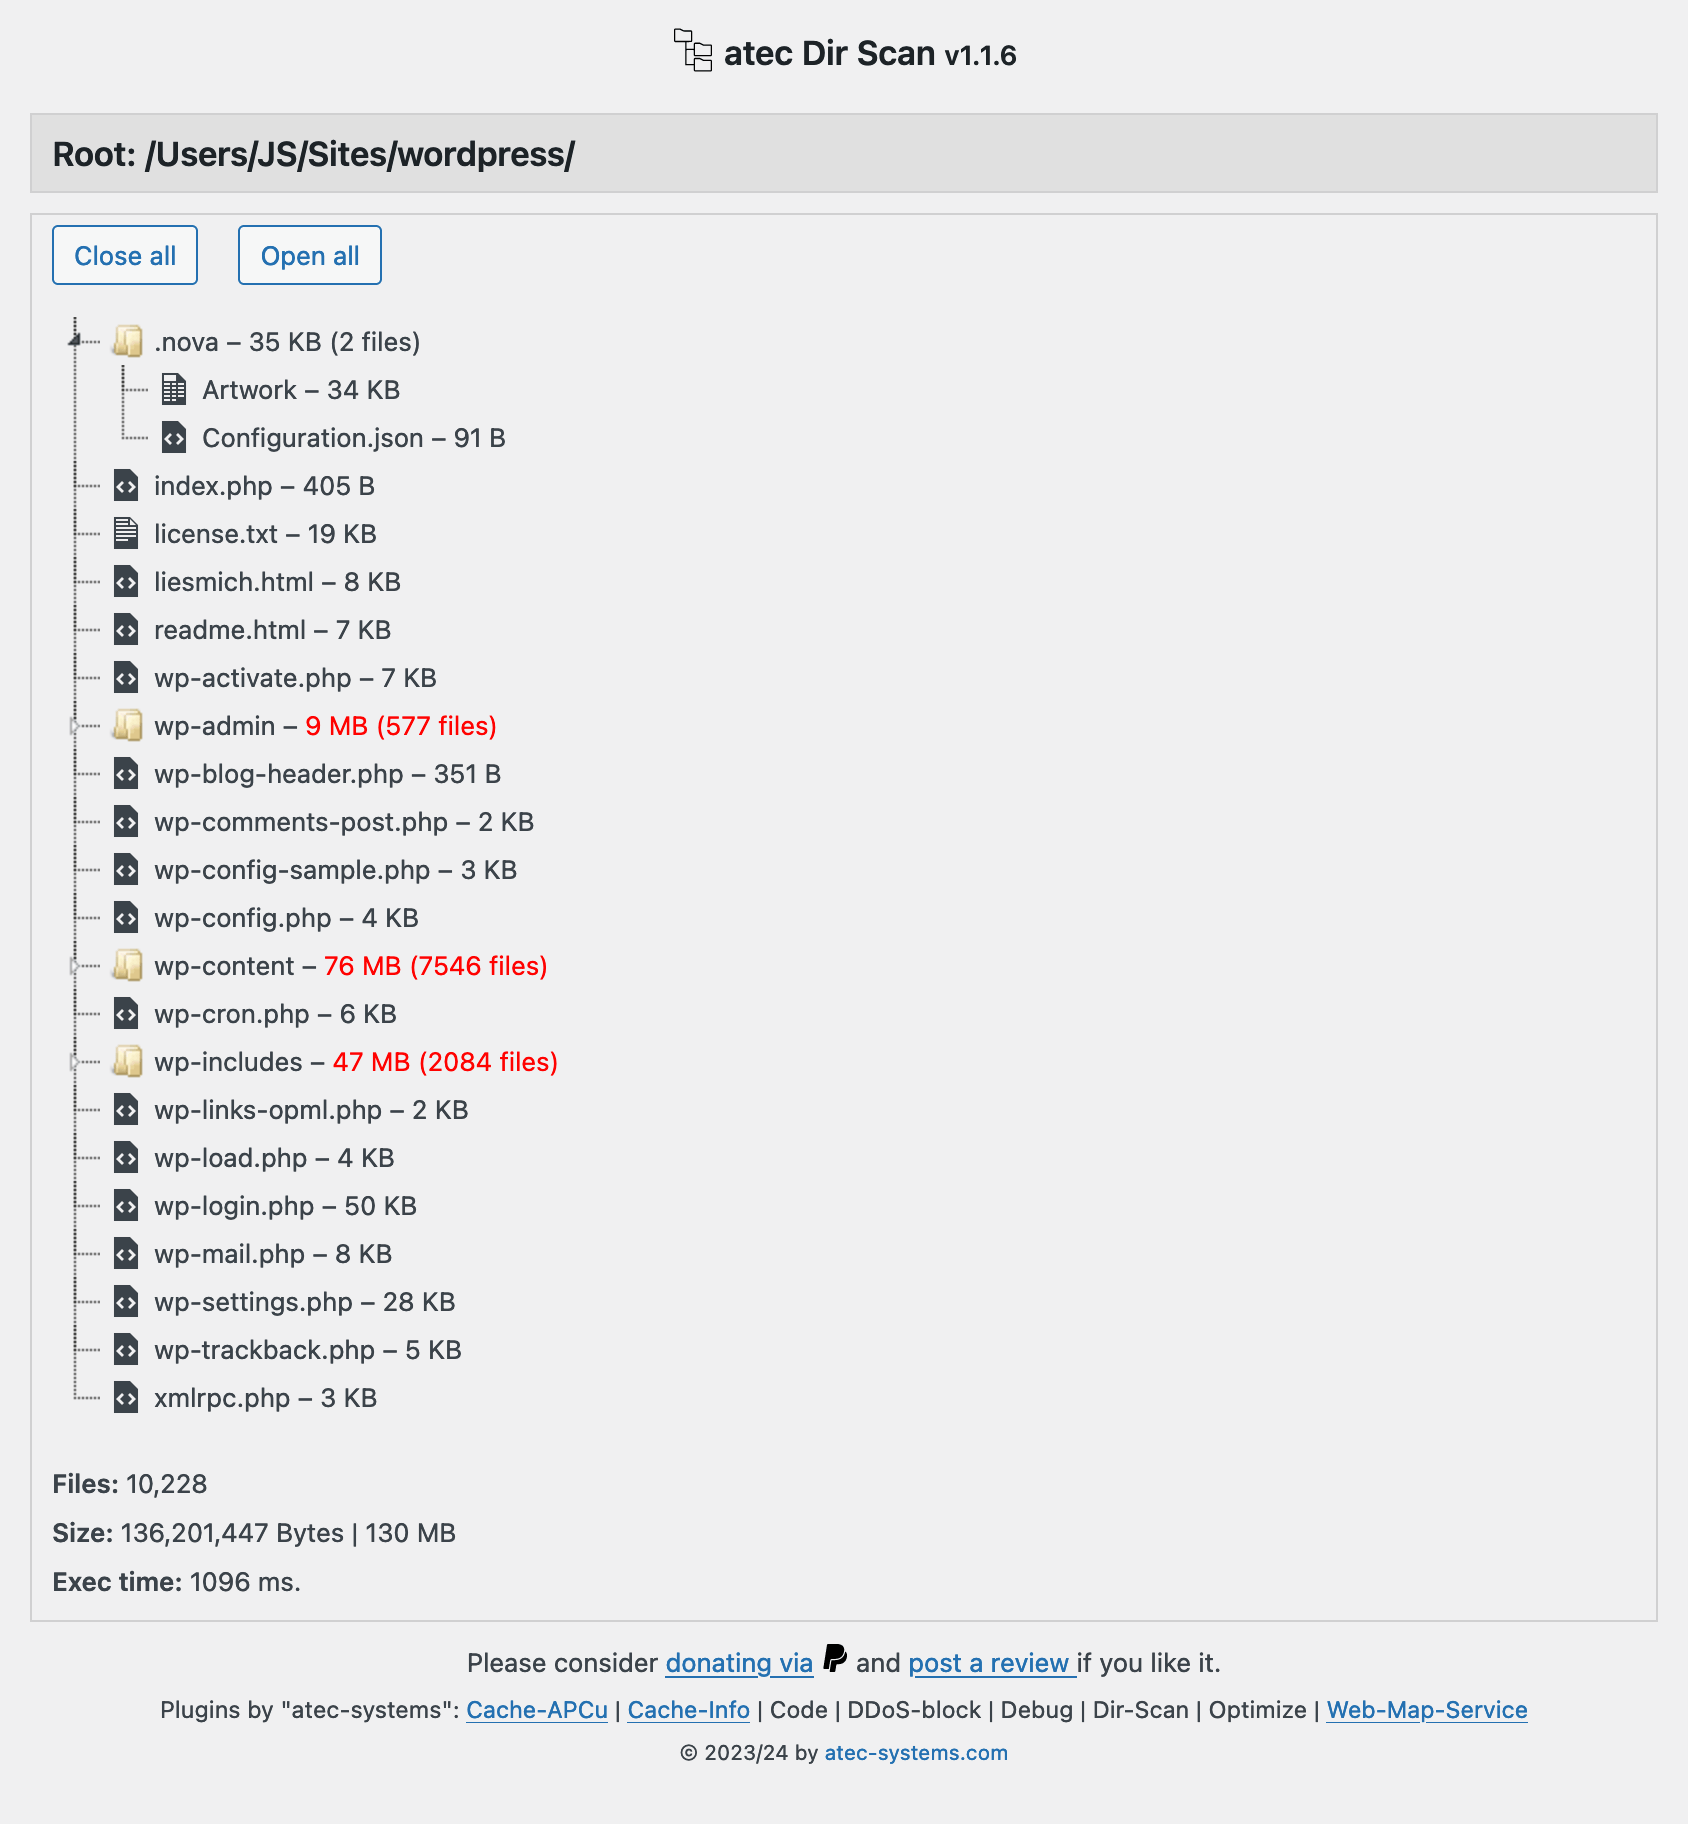 atec Dir Scan v1.1.6
Root: /Users/JS/Sites/wordpress/
Close all Open all
.nova – 35 KB (2 files)
Artwork – 34 KB
Configuration.json – 91 B
index.php – 405 B
license.txt – 19 KB
liesmich.html – 8 KB
readme.html – 7 KB
wp-activate.php – 7 KB
wp-admin – 9 MB (577 files)
wp-blog-header.php – 351 B
wp-comments-post.php – 2 KB
wp-config-sample.php – 3 KB
wp-config.php – 4 KB
wp-content – 76 MB (7546 files)
wp-cron.php – 6 KB
wp-includes – 47 MB (2084 files)
wp-links-opml.php – 2 KB
wp-load.php – 4 KB
wp-login.php – 50 KB
wp-mail.php – 8 KB
wp-settings.php – 28 KB
wp-trackback.php – 5 KB
xmlrpc.php – 3 KB
Files: 10,228
Size: 136,201,447 Bytes | 130 MB
Exec time: 1096 ms.
Please consider donating via and post a review if you like it.
Plugins by "atec-systems": Cache-APCu | Cache-Info | Code | DDoS-block | Debug | Dir-Scan | Optimize | Web-Map-Service
© 2023/24 by atec-systems.com